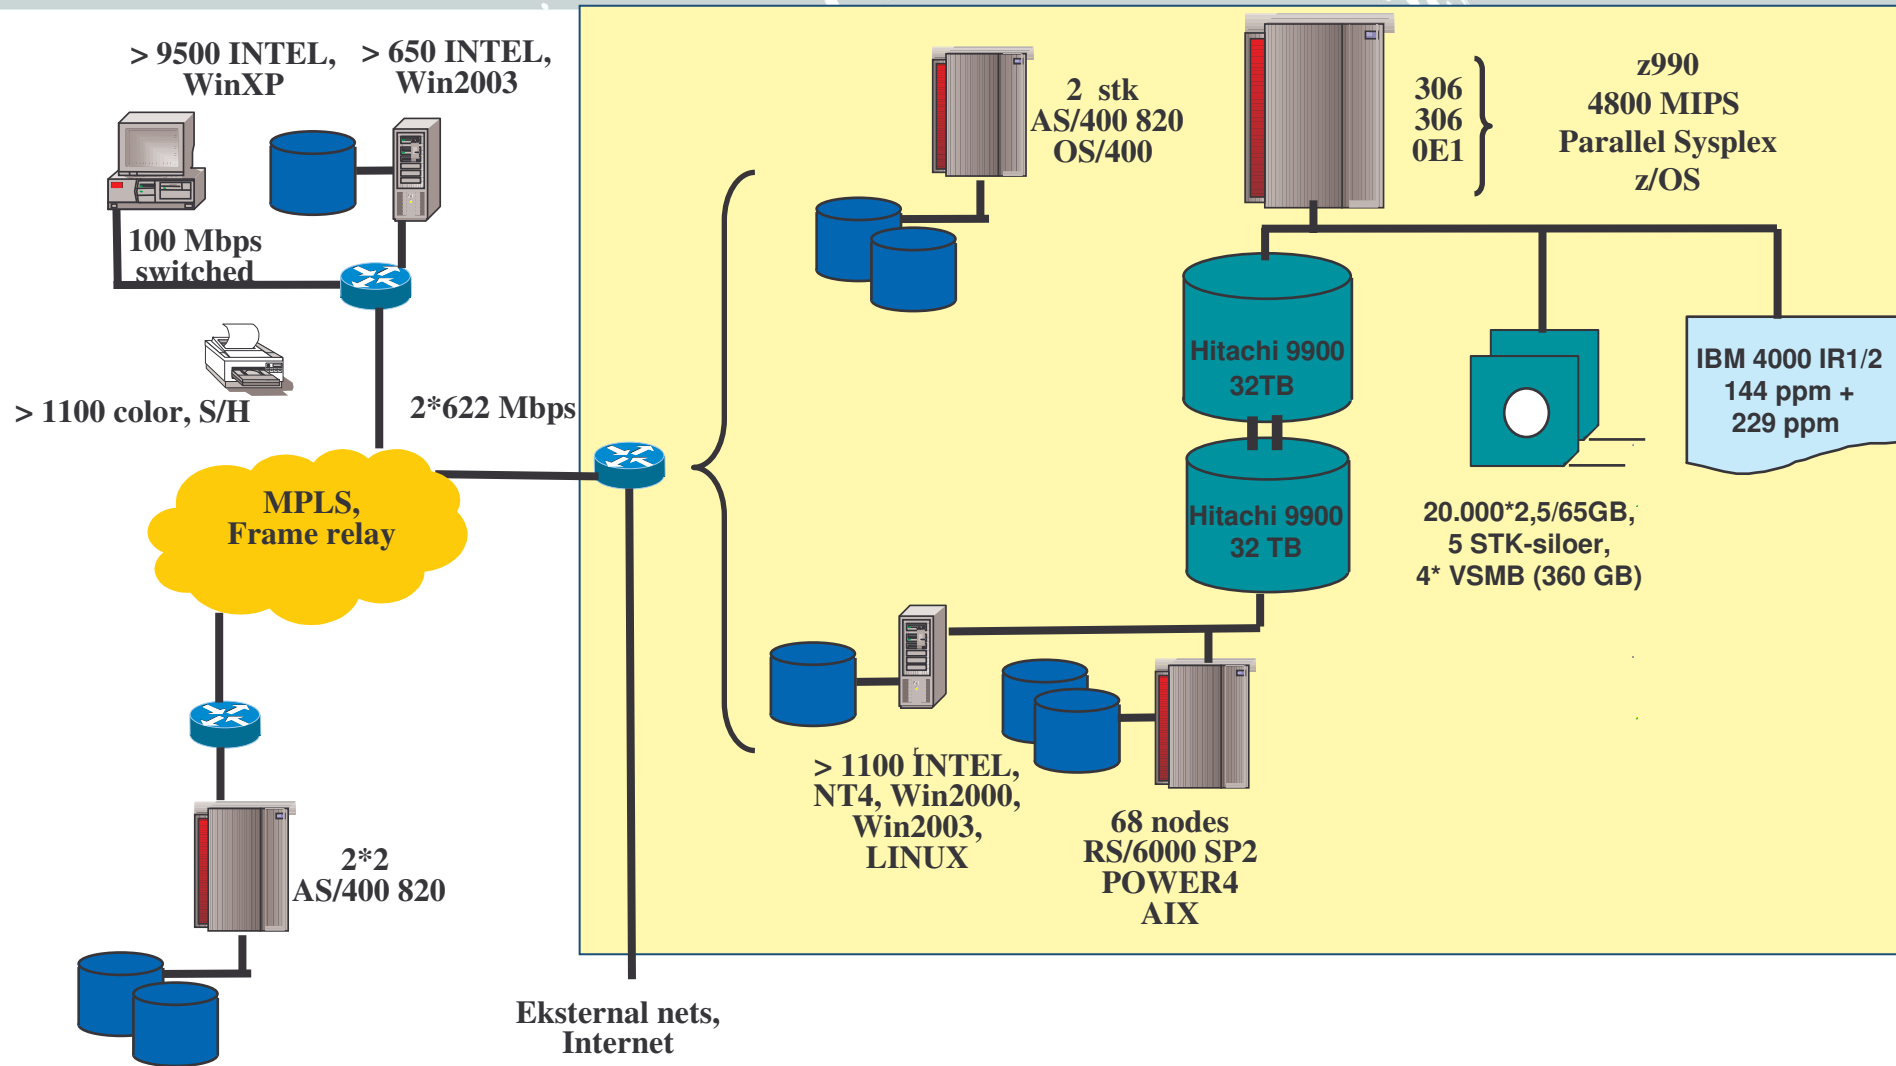 > 9500 INTEL,
WinXP
> 650 INTEL,
Win2003
100 Mbps
switched
> 1100 color, S/H
2*622 Mbps
MPLS,
Frame relay
2*2
AS/400 820
Eksternal nets,
Internet
2 stk
AS/400 820
OS/400
306
306
0E1
z990
4800 MIPS
Parallel Sysplex
z/OS
Hitachi 9900
32TB
Hitachi 9900
32 TB
IBM 4000 IR1/2
144 ppm +
229 ppm
20.000*2,5/65GB,
5 STK-siloer,
4* VSMB (360 GB)
> 1100 INTEL,
NT4, Win2000,
Win2003,
LINUX
68 nodes
RS/6000 SP2
POWER4
AIX